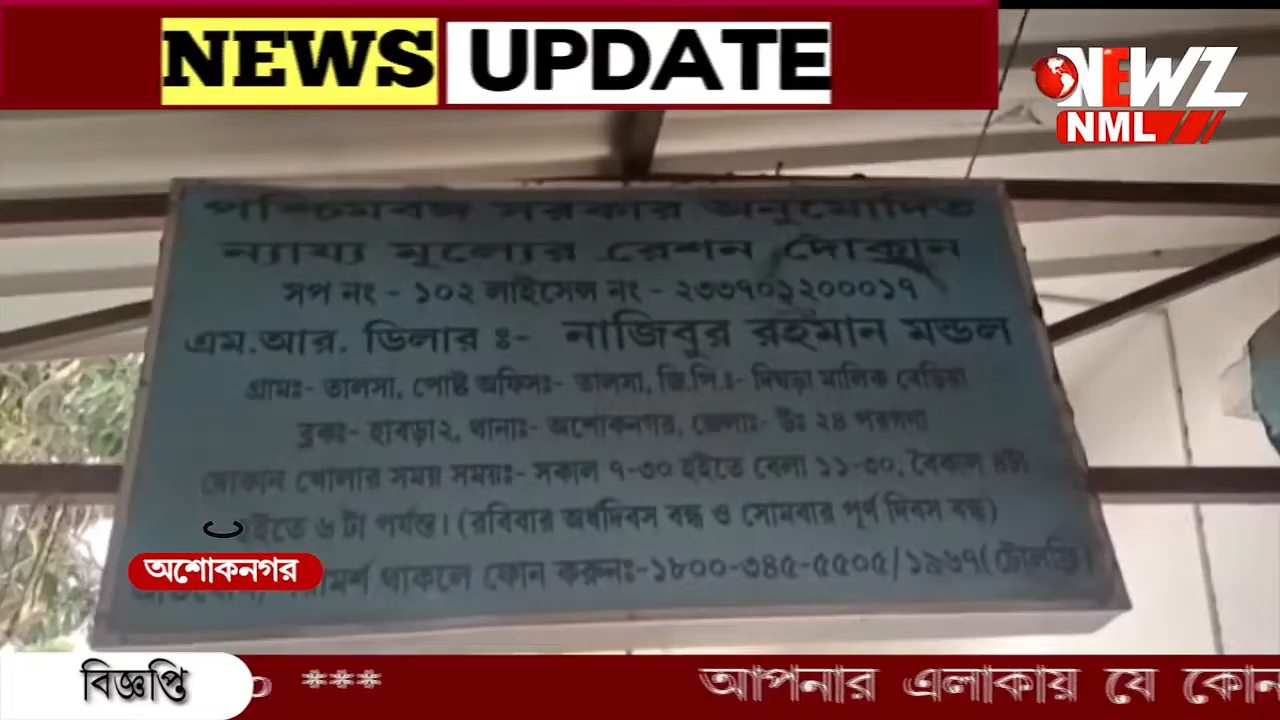 NEWS UPDATE
NEWZ
NML
পশ্চিমবঙ্গ সরকার অনুমোদিত
ন্যায্য মূল্যের রেশন দোকান
সপ নং - ১০২ লাইসেন্স নং - ২৩৩৭০১২০০০১৭
এম.আর. ডিলার ঃ- নাজিবুর রহমান মন্ডল
গ্রামঃ- তালসা, পোষ্ট অফিসঃ- তালসা, জি.পি.ঃ- দিঘড়া মালিক বেড়িয়া
ব্লকঃ- হাবড়া২, থানাঃ- অশোকনগর, জেলাঃ- উঃ ২৪ পরগনা
দোকান খোলার সময় সময়ঃ- সকাল ৭-৩০ হইতে বেলা ১১-৩০, বৈকাল ৪টা
হইতে ৬ টা পর্যন্ত। (রবিবার অর্ধদিবস বন্ধ ও সোমবার পূর্ণ দিবস বন্ধ)
থাকলে ফোন করুনঃ-১৮০০-৩৪৫-৫৫০৫/১৯৬৭(টোলফ্রি)
অশোকনগর
বিজ্ঞপ্তি *** আপনার এলাকায় যে কোন